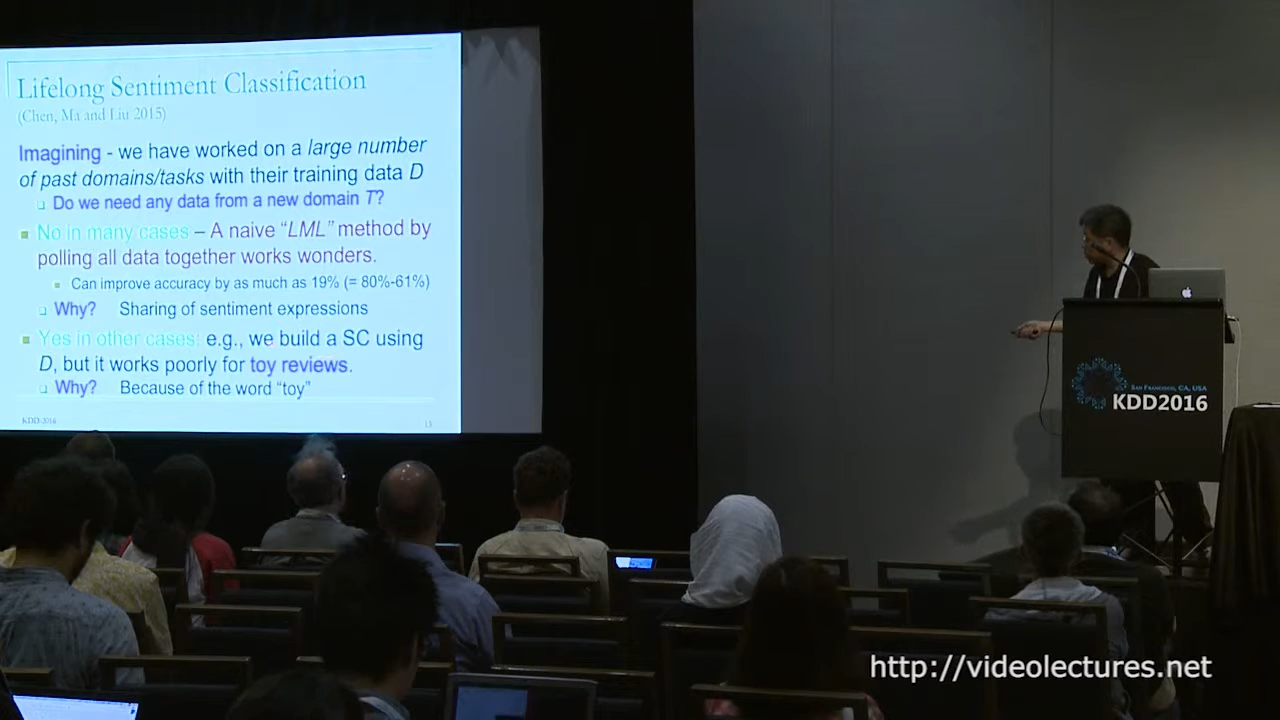 Lifelong Sentiment Classification
(Chen, Ma and Liu 2015)
Imagining - we have worked on a large number
of past domains/tasks with their training data D
Do we need any data from a new domain T?
No in many cases – A naive “LML” method by
polling all data together works wonders.
Can improve accuracy by as much as 19% (= 80%-61%)
Why? Sharing of sentiment expressions
Yes in other cases: e.g., we build a SC using
D, but it works poorly for toy reviews.
Why? Because of the word “toy”
KDD-2016
13
SAN FRANCISCO, CA, USA
KDD2016
http://videolectures.net